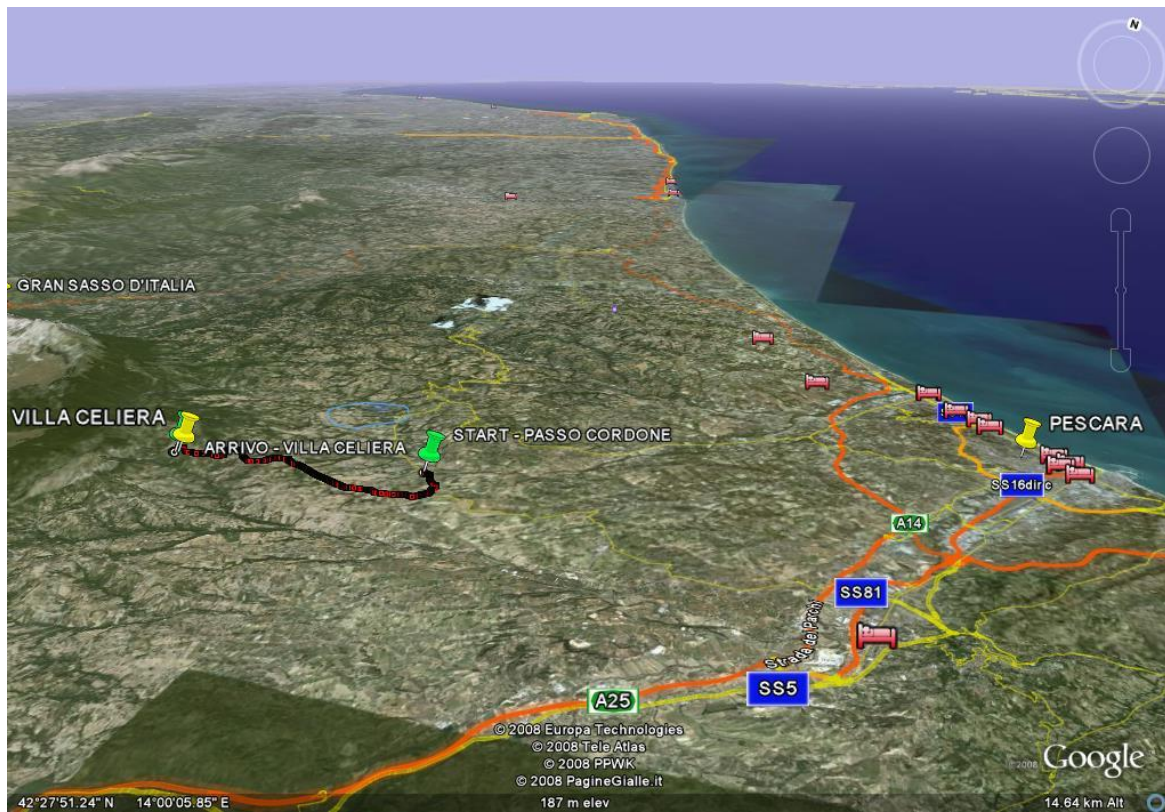 N
GRAN SASSO D'ITALIA
VILLA CELIERA
ARRIVO - VILLA CELIERA
START - PASSO CORDONE
PESCARA
SS16dir c
A14
SS81
Strada dei Parchi
SS5
A25
© 2008 Europa Technologies
© 2008 Tele Atlas
© 2008 PPWK
© 2008 PagineGialle.it
©2008 Google
42°27'51.24" N 14°00'05.85" E 187 m elev 14.64 km Alt